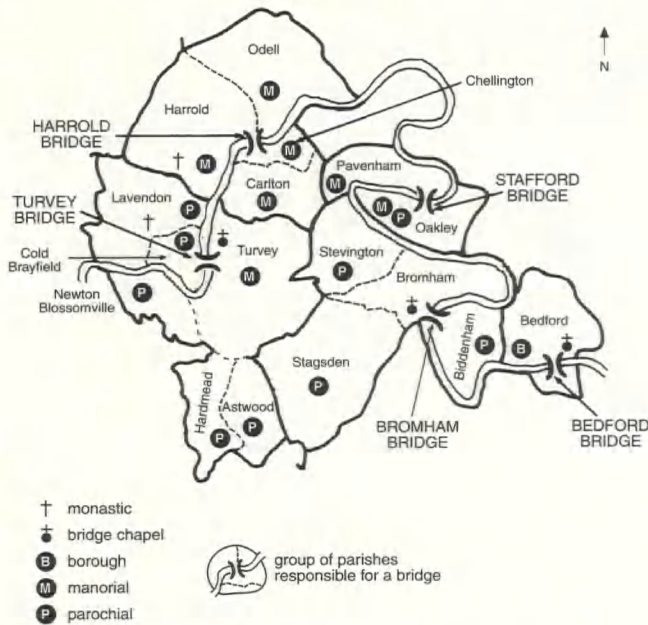 Odell
N
Chellington
Harrold
HARROLD
BRIDGE
M
M
M
Pavenham
Carlton
M
M
STAFFORD
BRIDGE
Lavendon
P
M
P
Oakley
TURVEY
BRIDGE
P
Cold
Brayfield
Turvey
M
Stevington
P
Bromham
Newton
Blossomville
P
Bedford
B
Biddenham
P
Stagsden
P
Hardmead
P
Astwood
P
BROMHAM
BRIDGE
BEDFORD
BRIDGE
monastic
bridge chapel
B borough
M manorial
P parochial
group of parishes
responsible for a bridge